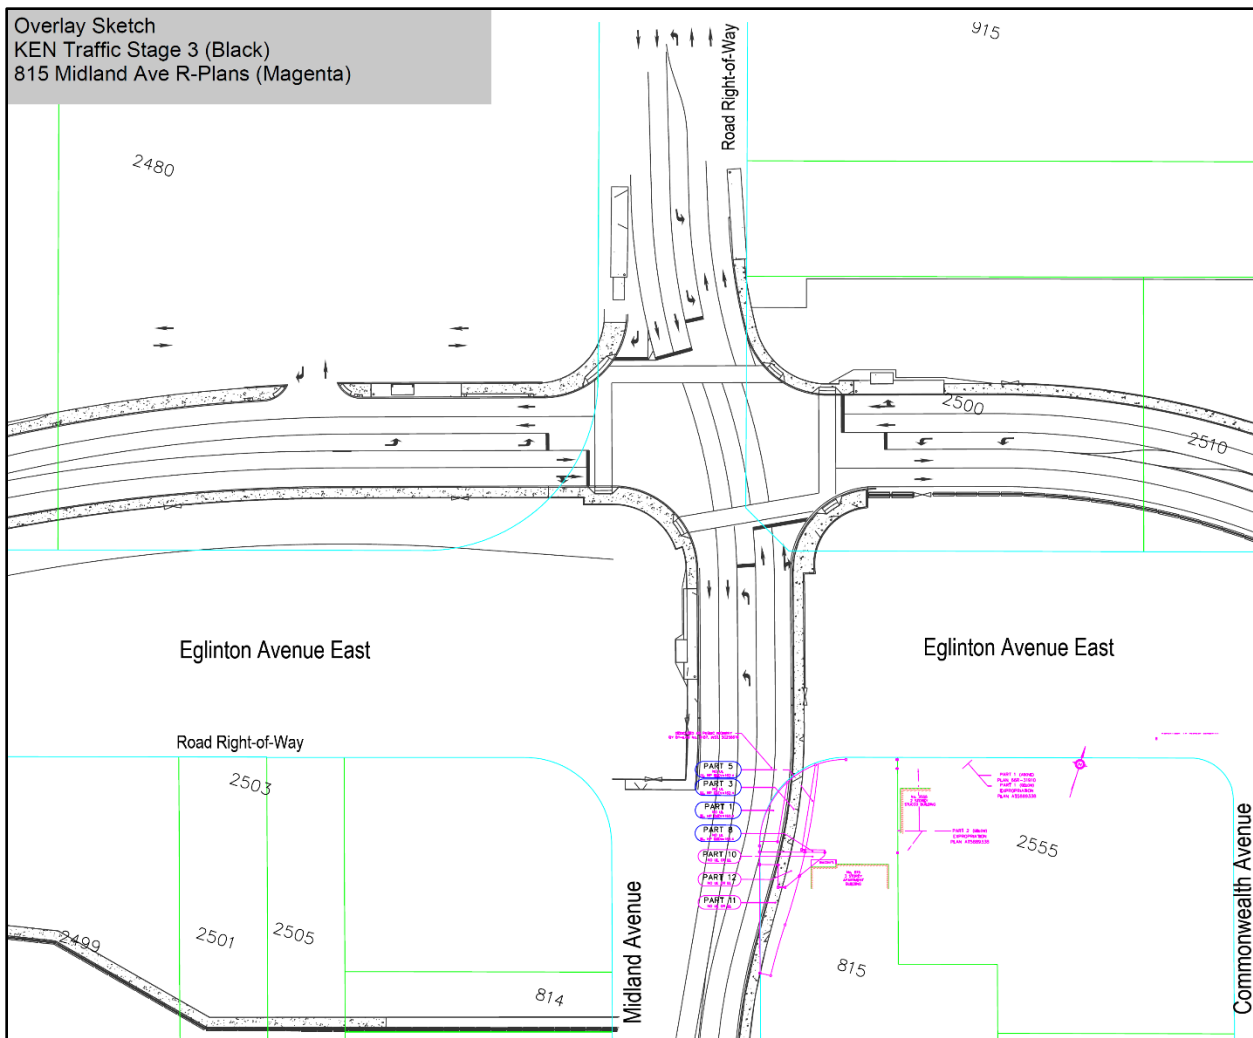 Overlay Sketch
KEN Traffic Stage 3 (Black)
815 Midland Ave R-Plans (Magenta)
915
Road Right-of-Way
2480
2500
2510
Eglinton Avenue East
Eglinton Avenue East
Road Right-of-Way
2503
PART 5
PART 3
PART 1
PART 8
PART 10
PART 12
PART 11
2555
2499
2501
2505
814
815
Midland Avenue
Commonwealth Avenue